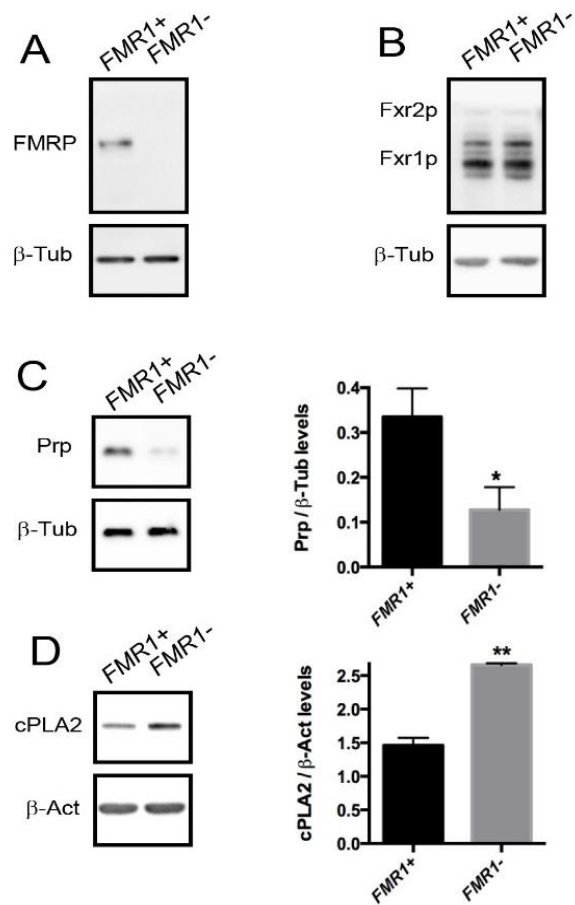 A
FMR1+
FMR1-
FMRP
β-Tub
B
FMR1+
FMR1-
Fxr2p
Fxr1p
β-Tub
C
FMR1+
FMR1-
Prp
β-Tub
Prp / β-Tub levels
0.4
0.3
0.2
0.1
0.0
*
FMR1+
FMR1-
D
FMR1+
FMR1-
cPLA2
β-Act
cPLA2 / β-Act levels
2.5
2.0
1.5
1.0
0.5
0.0
**
FMR1+
FMR1-